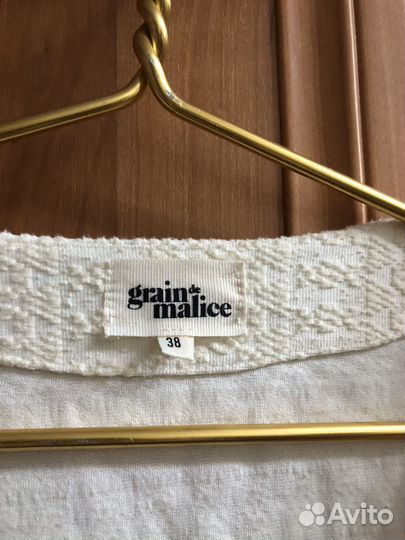 grain de
malice
38
Avito